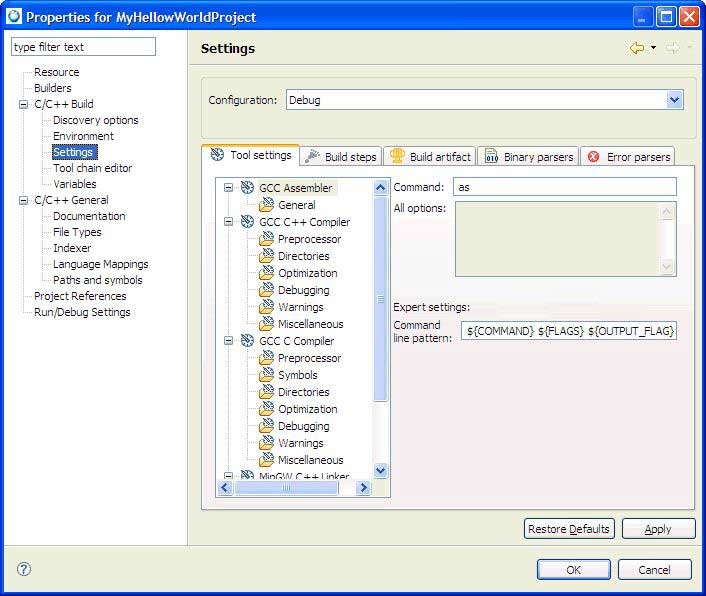 Properties for MyHellowWorldProject
type filter text
Resource
Builders
C/C++ Build
Discovery options
Environment
Settings
Tool chain editor
Variables
C/C++ General
Documentation
File Types
Indexer
Language Mappings
Paths and symbols
Project References
Run/Debug Settings
Settings
Configuration: Debug
Tool settings Build steps Build artifact Binary parsers Error parsers
GCC Assembler
General
GCC C++ Compiler
Preprocessor
Directories
Optimization
Debugging
Warnings
Miscellaneous
GCC C Compiler
Preprocessor
Symbols
Directories
Optimization
Debugging
Warnings
Miscellaneous
MinGW C++ Linker
Command: as
All options:
Expert settings:
Command
line pattern: ${COMMAND} ${FLAGS} ${OUTPUT_FLAG}
Restore Defaults Apply
OK Cancel